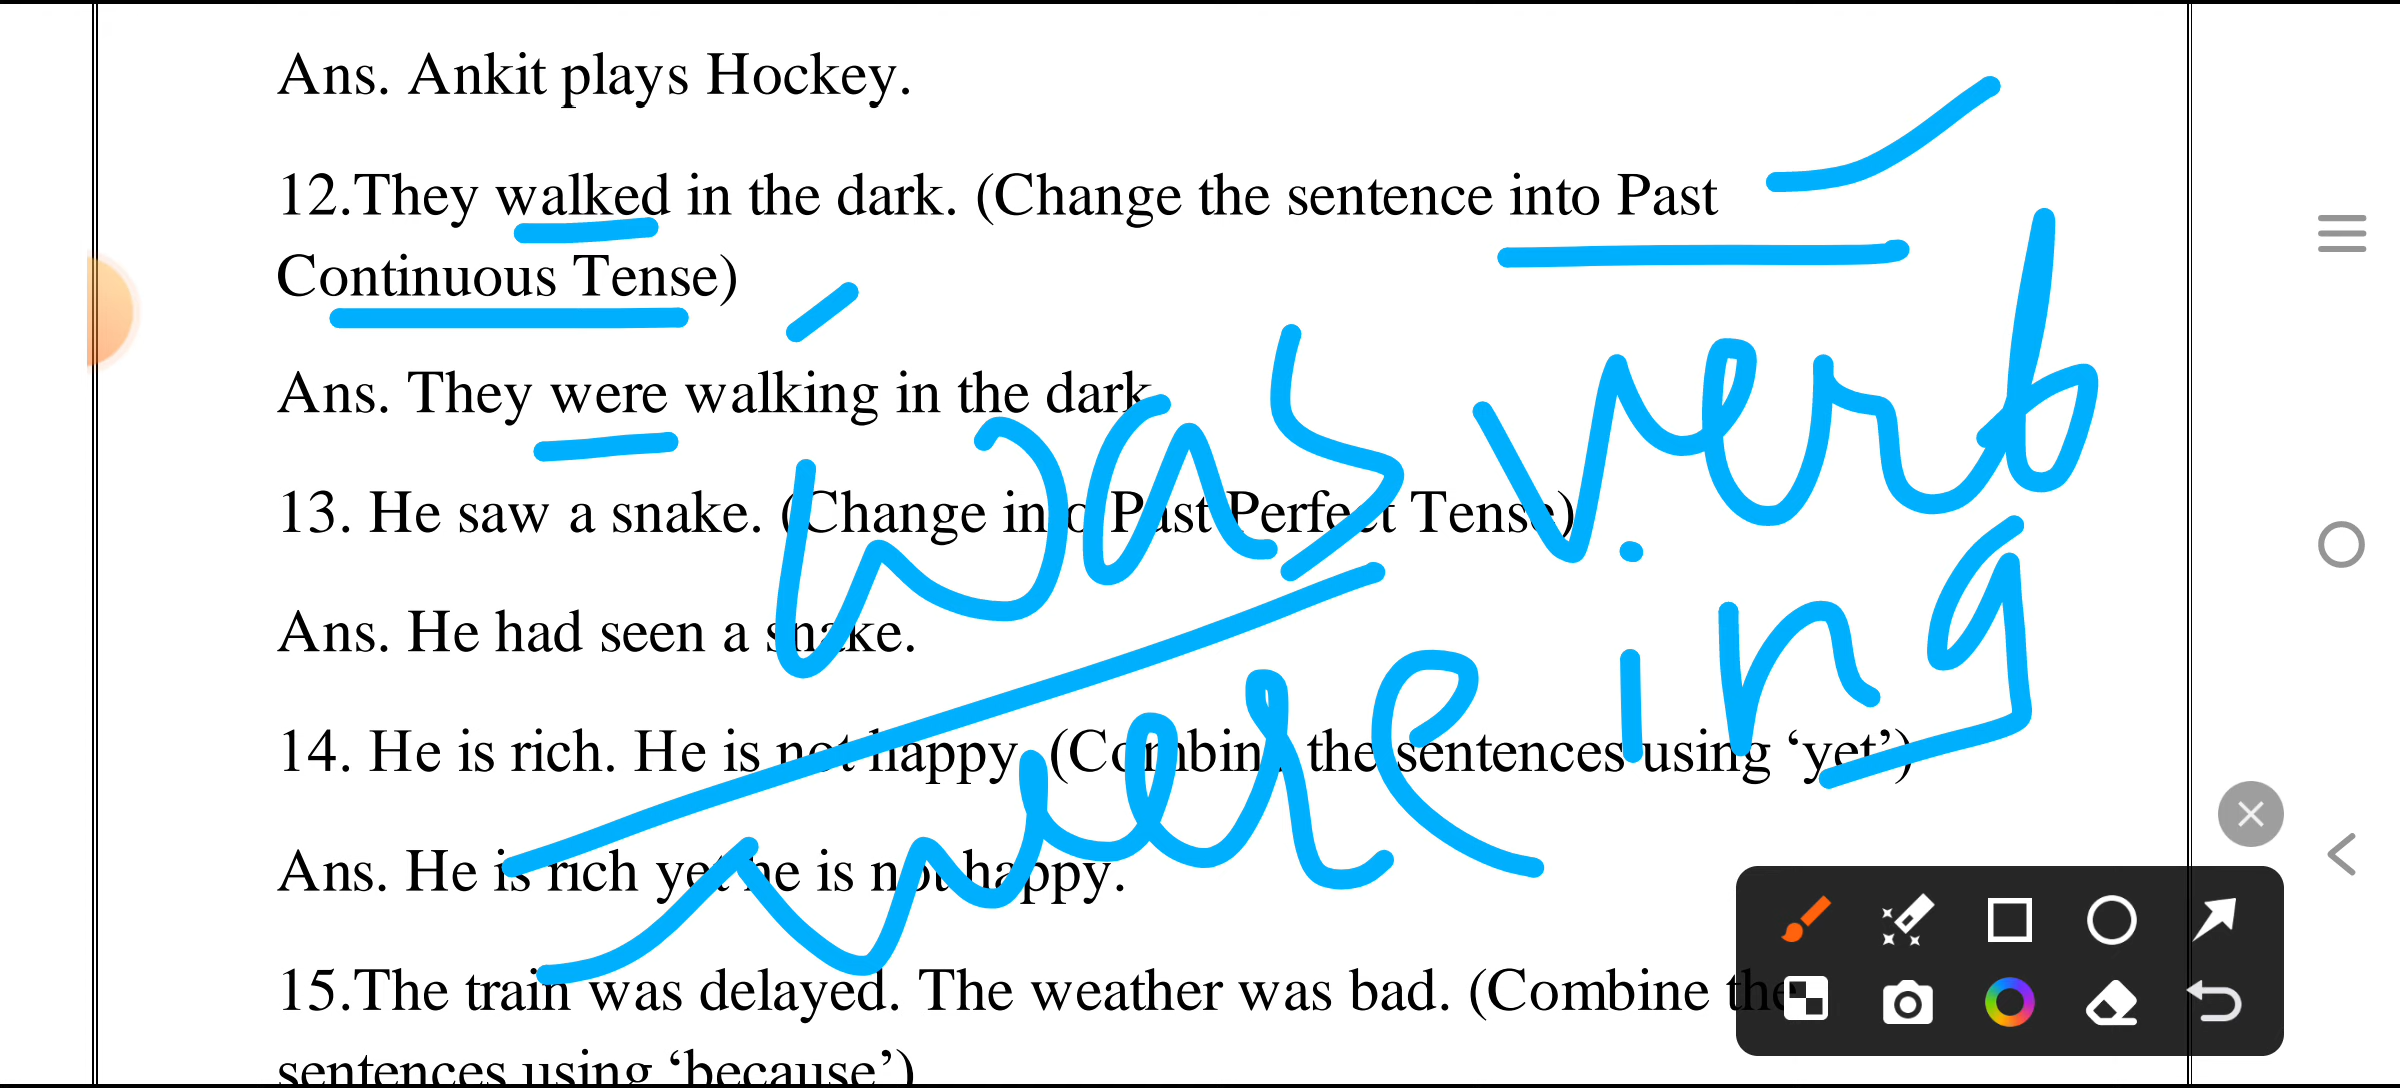 Ans. Ankit plays Hockey.
12.They walked in the dark. (Change the sentence into Past
Continuous Tense)
Ans. They were walking in the dark
13. He saw a snake. (Change into Past Perfect Tense)
Ans. He had seen a snake.
14. He is rich. He is not happy. (Combine the sentences using ‘yet’)
Ans. He is rich yet he is not happy.
15.The train was delayed. The weather was bad. (Combine the
sentences using ‘because’)
was verb
were ing